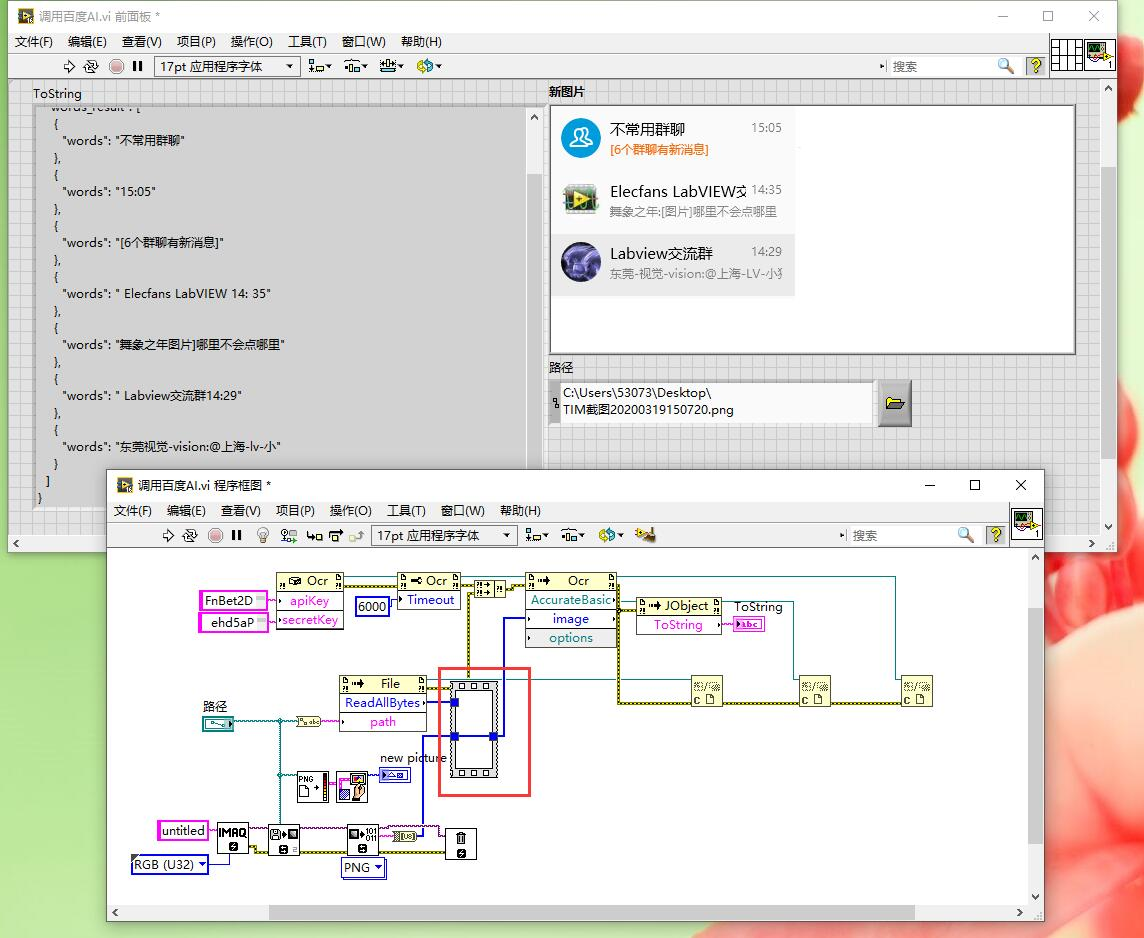 调用百度AI.vi 前面板 *
文件(F) 编辑(E) 查看(V) 项目(P) 操作(O) 工具(T) 窗口(W) 帮助(H)
17pt 应用程序字体
搜索
ToString
words_result": [
{
"words": "不常用群聊"
},
{
"words": "15:05"
},
{
"words": "[6个群聊有新消息]"
},
{
"words": " Elecfans LabVIEW 14: 35"
},
{
"words": "舞象之年图片]哪里不会点哪里"
},
{
"words": " Labview交流群14:29"
},
{
"words": "东莞视觉-vision:@上海-lv-小"
}
]
}
新图片
不常用群聊 15:05
[6个群聊有新消息]
Elecfans LabVIEW交 14:35
舞象之年:[图片]哪里不会点哪里
Labview交流群 14:29
东莞-视觉-vision:@上海-LV-小
路径
C:\Users\53073\Desktop\
TIM截图20200319150720.png
调用百度AI.vi 程序框图 *
文件(F) 编辑(E) 查看(V) 项目(P) 操作(O) 工具(T) 窗口(W) 帮助(H)
17pt 应用程序字体
搜索
Ocr
apiKey
secretKey
FnBet2D
ehd5aP
Ocr
Timeout
6000
Ocr
AccurateBasic
image
options
JObject
ToString
ToString
abc
File
ReadAllBytes
path
路径
abc
new picture
PNG
untitled
IMAQ
101
011
[U8]
RGB (U32)
PNG